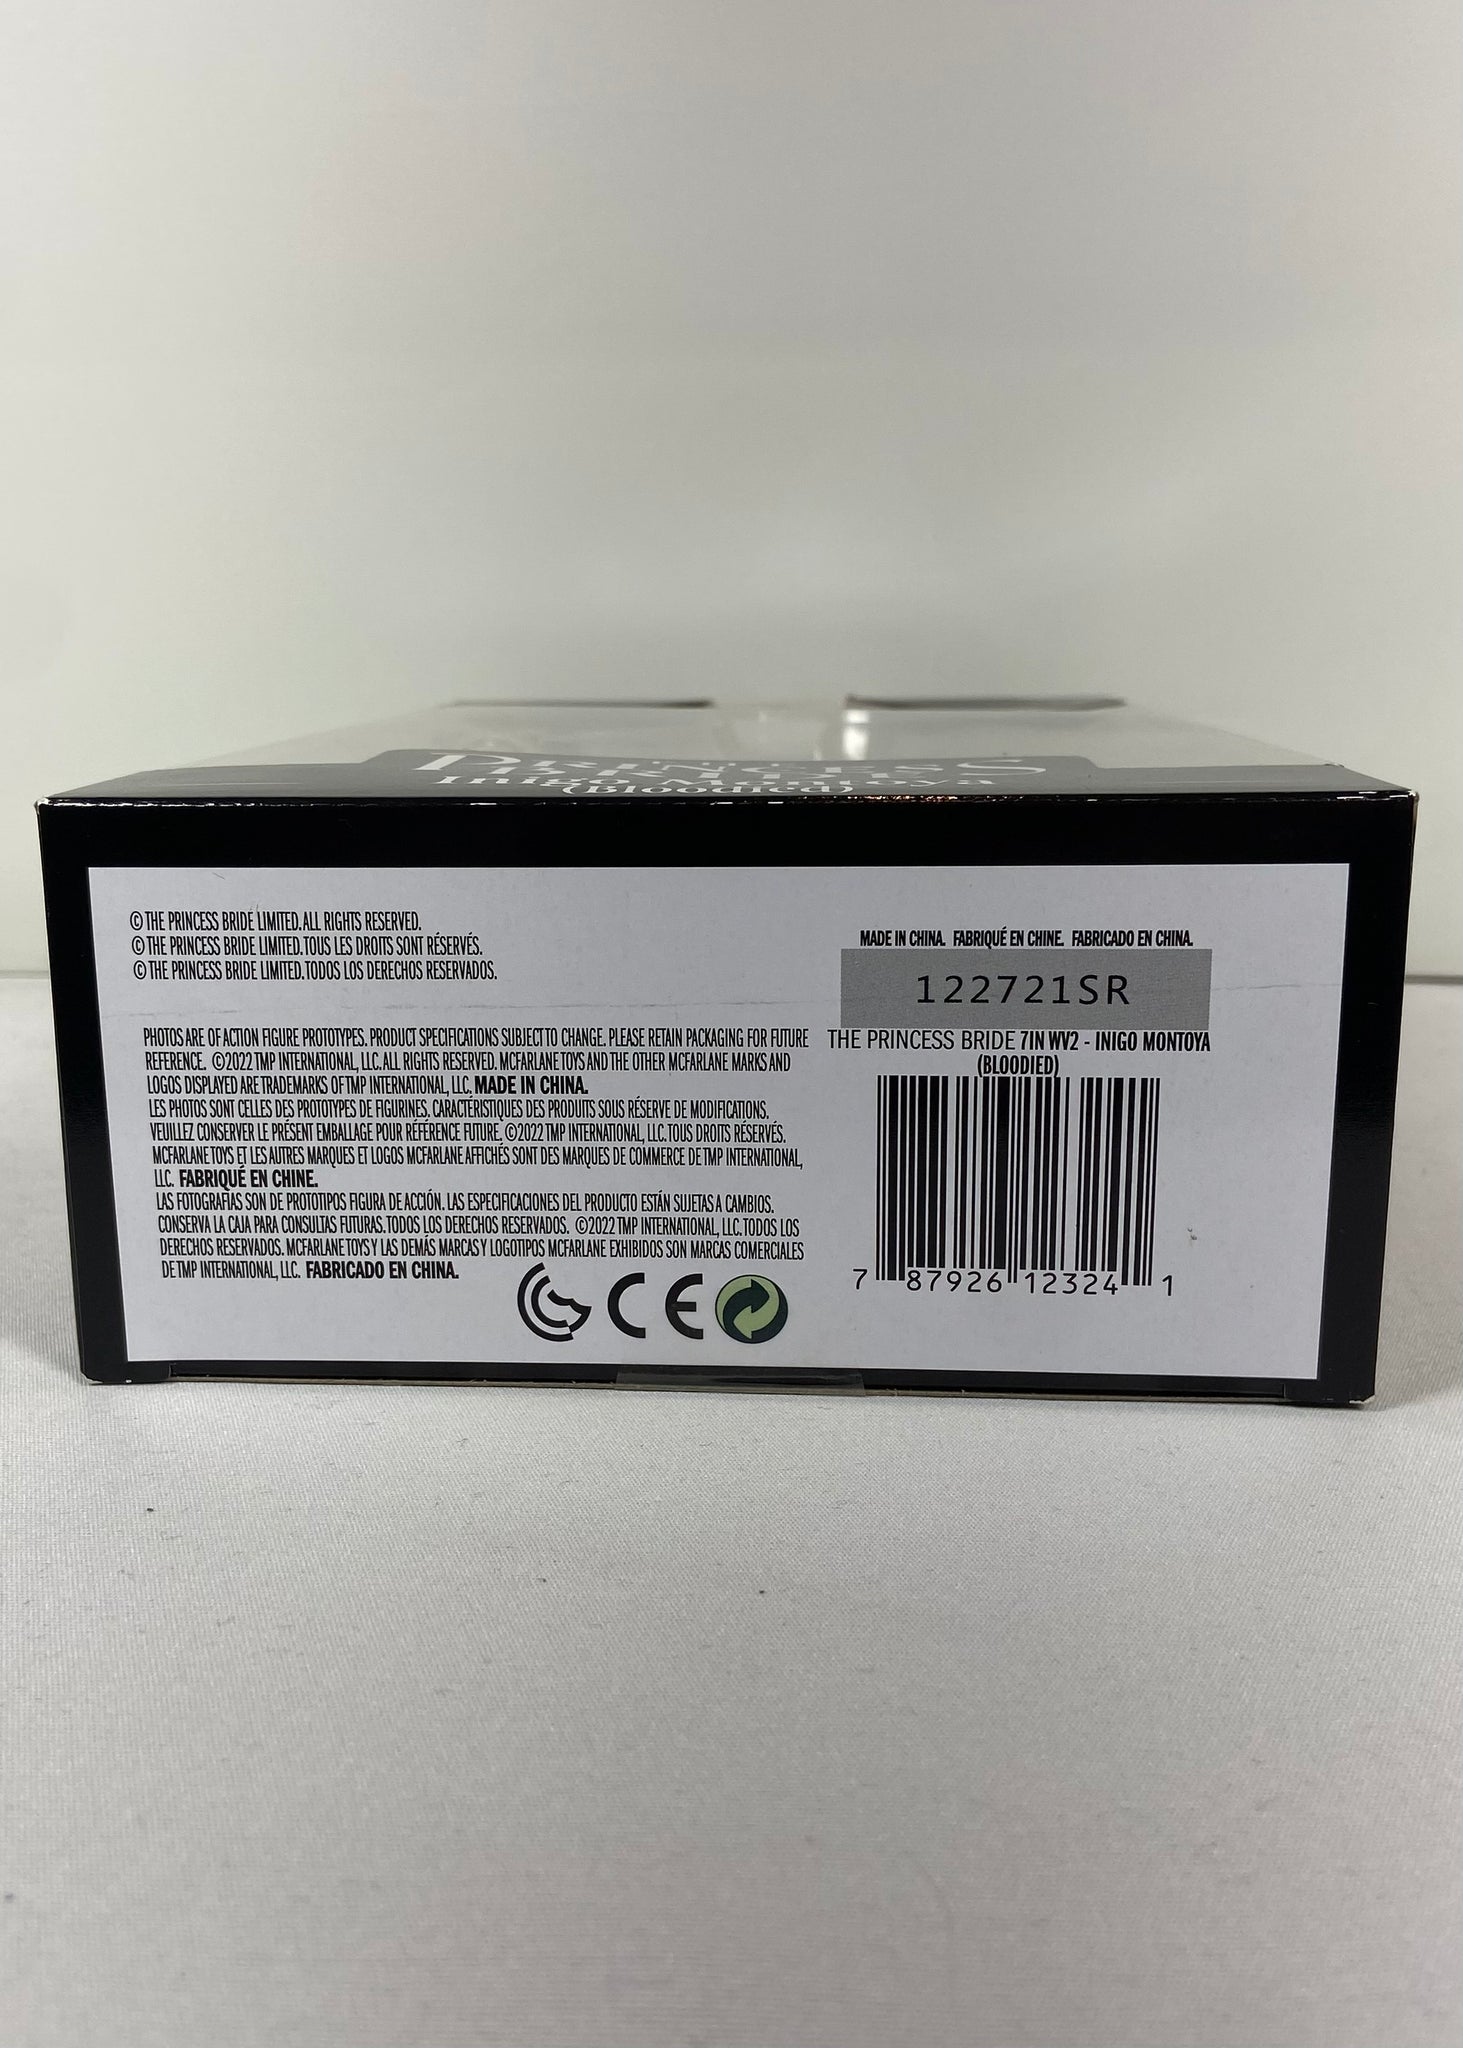 Inigo Montoya
(Bloodied)
© THE PRINCESS BRIDE LIMITED. ALL RIGHTS RESERVED.
© THE PRINCESS BRIDE LIMITED. TOUS LES DROITS SONT RÉSERVÉS.
© THE PRINCESS BRIDE LIMITED. TODOS LOS DERECHOS RESERVADOS.
PHOTOS ARE OF ACTION FIGURE PROTOTYPES. PRODUCT SPECIFICATIONS SUBJECT TO CHANGE. PLEASE RETAIN PACKAGING FOR FUTURE
REFERENCE. ©2022 TMP INTERNATIONAL, LLC. ALL RIGHTS RESERVED. MCFARLANE TOYS AND THE OTHER MCFARLANE MARKS AND
LOGOS DISPLAYED ARE TRADEMARKS OF TMP INTERNATIONAL, LLC. MADE IN CHINA.
LES PHOTOS SONT CELLES DES PROTOTYPES DE FIGURINES. CARACTÉRISTIQUES DES PRODUITS SOUS RÉSERVE DE MODIFICATIONS.
VEUILLEZ CONSERVER LE PRÉSENT EMBALLAGE POUR RÉFÉRENCE FUTURE. ©2022 TMP INTERNATIONAL, LLC. TOUS DROITS RÉSERVÉS.
MCFARLANE TOYS ET LES AUTRES MARQUES ET LOGOS MCFARLANE AFFICHÉS SONT DES MARQUES DE COMMERCE DE TMP INTERNATIONAL,
LLC. FABRIQUÉ EN CHINE.
LAS FOTOGRAFÍAS SON DE PROTOTIPOS FIGURA DE ACCIÓN. LAS ESPECIFICACIONES DEL PRODUCTO ESTÁN SUJETAS A CAMBIOS.
CONSERVA LA CAJA PARA CONSULTAS FUTURAS. TODOS LOS DERECHOS RESERVADOS. ©2022 TMP INTERNATIONAL, LLC. TODOS LOS
DERECHOS RESERVADOS. MCFARLANE TOYS Y LAS DEMÁS MARCAS Y LOGOTIPOS MCFARLANE EXHIBIDOS SON MARCAS COMERCIALES
DE TMP INTERNATIONAL, LLC. FABRICADO EN CHINA.
CE
MADE IN CHINA. FABRIQUÉ EN CHINE. FABRICADO EN CHINA.
122721SR
THE PRINCESS BRIDE 7IN WV2 - INIGO MONTOYA
(BLOODIED)
7 87926 12324 1